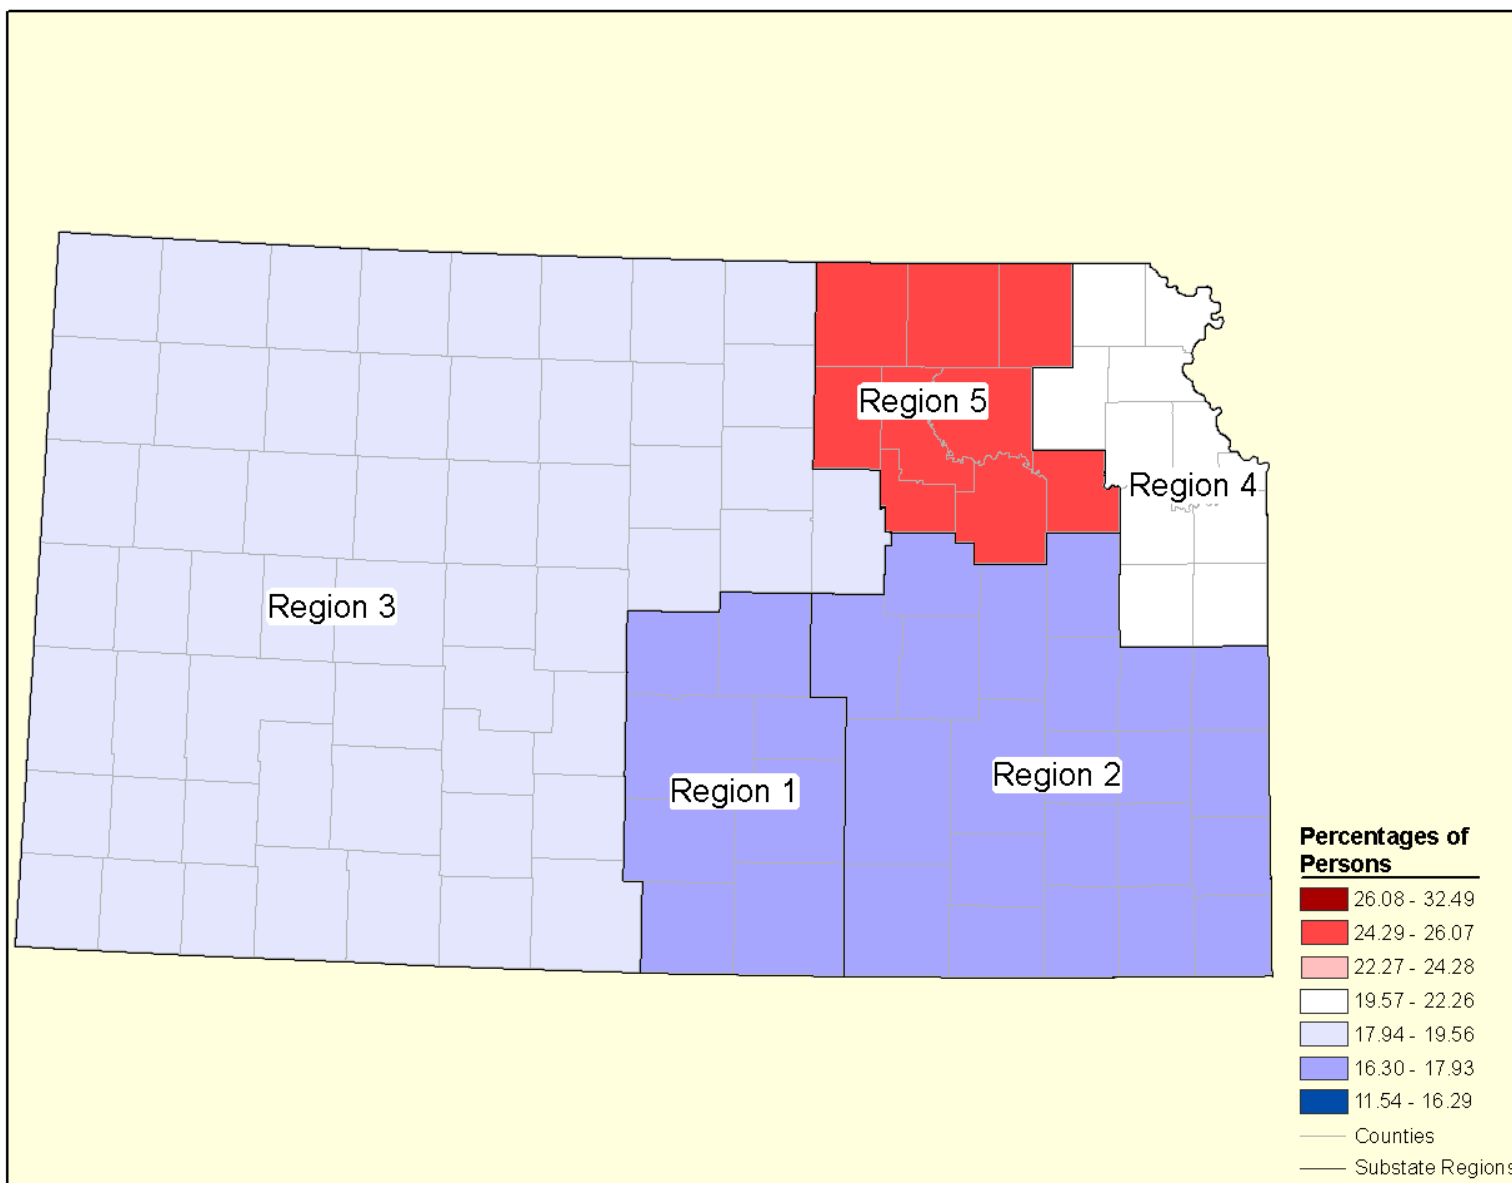 Region 5
Region 4
Region 3
Region 2
Region 1
Percentages of
Persons
26.08 - 32.49
24.29 - 26.07
22.27 - 24.28
19.57 - 22.26
17.94 - 19.56
16.30 - 17.93
11.54 - 16.29
Counties
Substate Regions